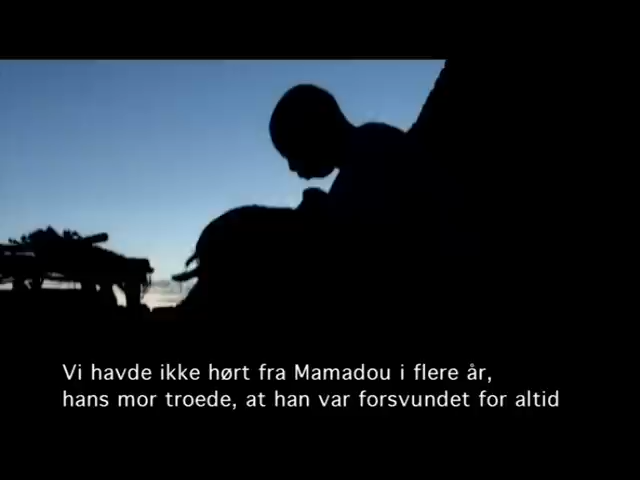 Vi havde ikke hørt fra Mamadou i flere år,
hans mor troede, at han var forsvundet for altid